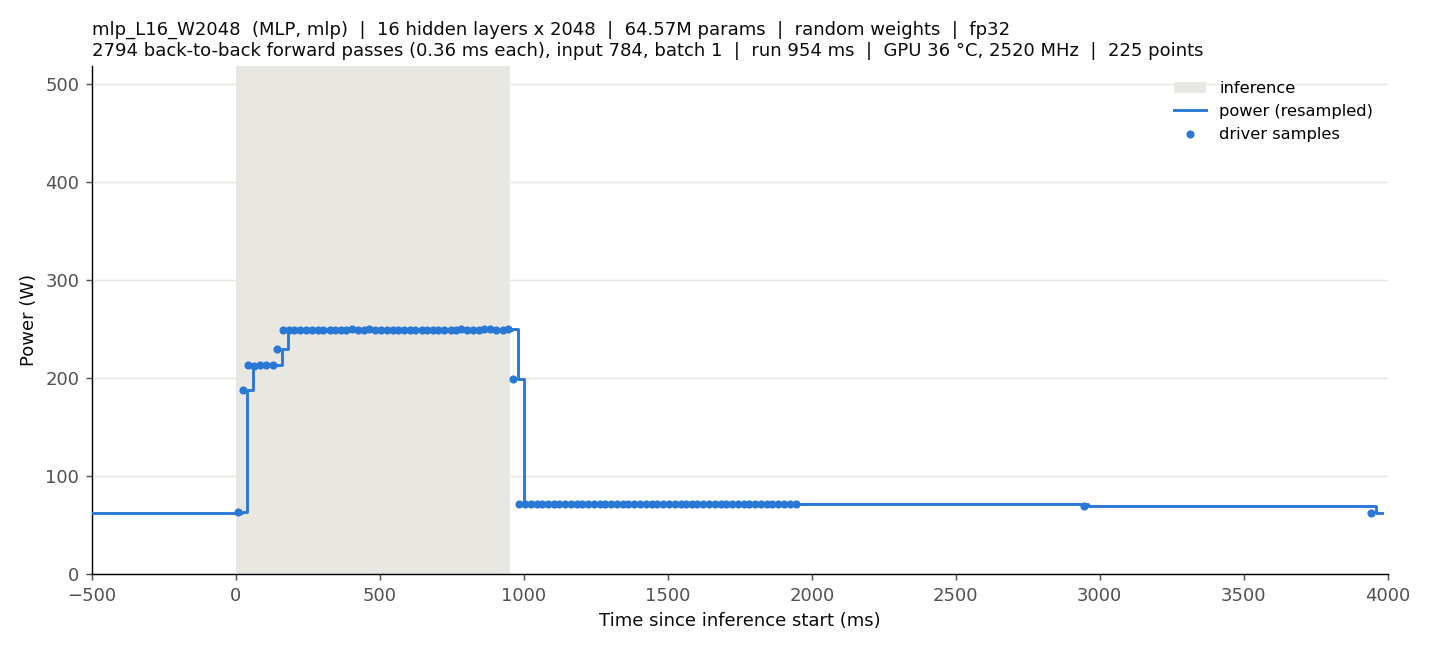 mlp_L16_W2048  (MLP, mlp)  |  16 hidden layers x 2048  |  64.57M params  |  random weights  |  fp32
2794 back-to-back forward passes (0.36 ms each), input 784, batch 1  |  run 954 ms  |  GPU 36 °C, 2520 MHz  |  225 points
inference
power (resampled)
driver samples
500
400
300
200
100
0
Power (W)
−500
0
500
1000
1500
2000
2500
3000
3500
4000
Time since inference start (ms)